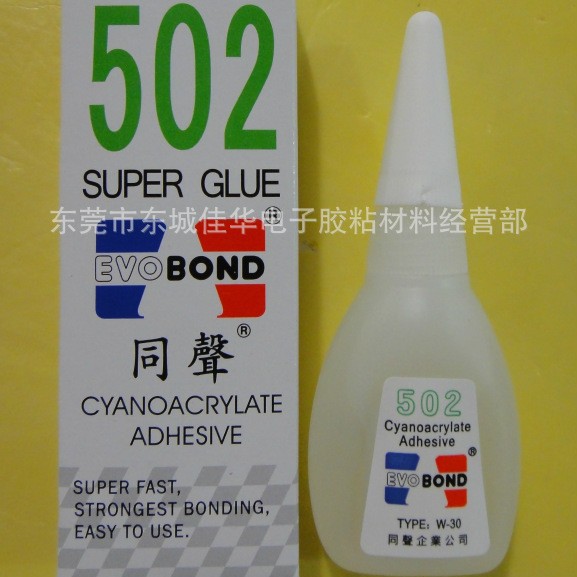 502
SUPER GLUE
®
东莞市东城佳华电子胶粘材料经营部
EVOBOND
同聲®
CYANOACRYLATE
ADHESIVE
SUPER FAST,
STRONGEST BONDING,
EASY TO USE.
502
Cyanoacrylate
Adhesive
®
EVOBOND
TYPE: W-30
同聲企業公司